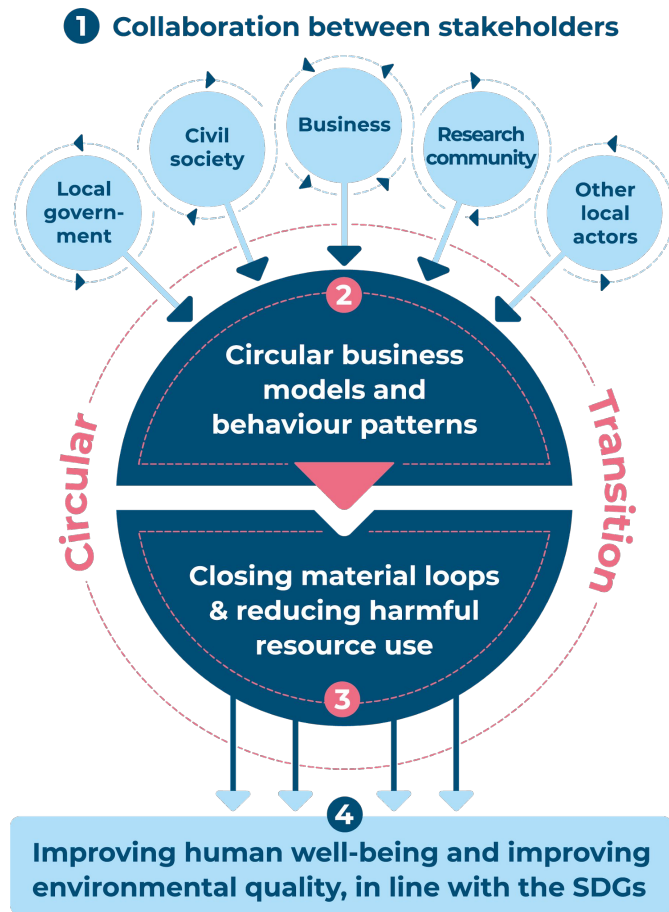 1 Collaboration between stakeholders
Local
govern-
ment
Civil
society
Business
Research
community
Other
local
actors
2
Circular business
models and
behaviour patterns
Circular
Transition
Closing material loops
& reducing harmful
resource use
3
4
Improving human well-being and improving
environmental quality, in line with the SDGs